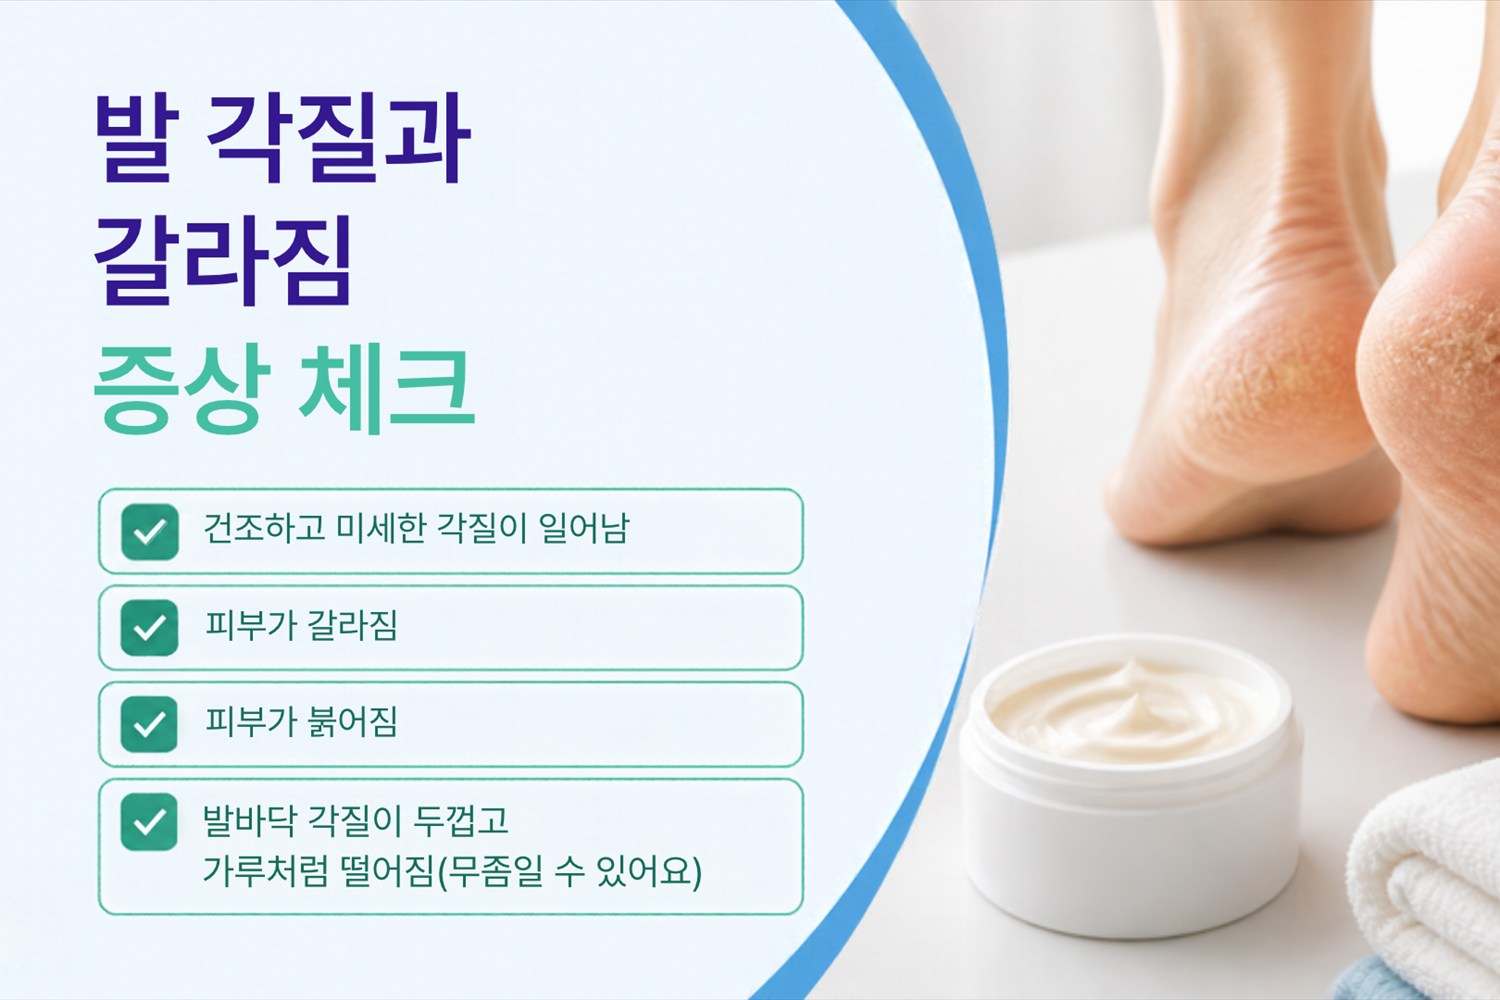 발 각질과
갈라짐
증상 체크
건조하고 미세한 각질이 일어남
피부가 갈라짐
피부가 붉어짐
발바닥 각질이 두껍고
가루처럼 떨어짐(무좀일 수 있어요)